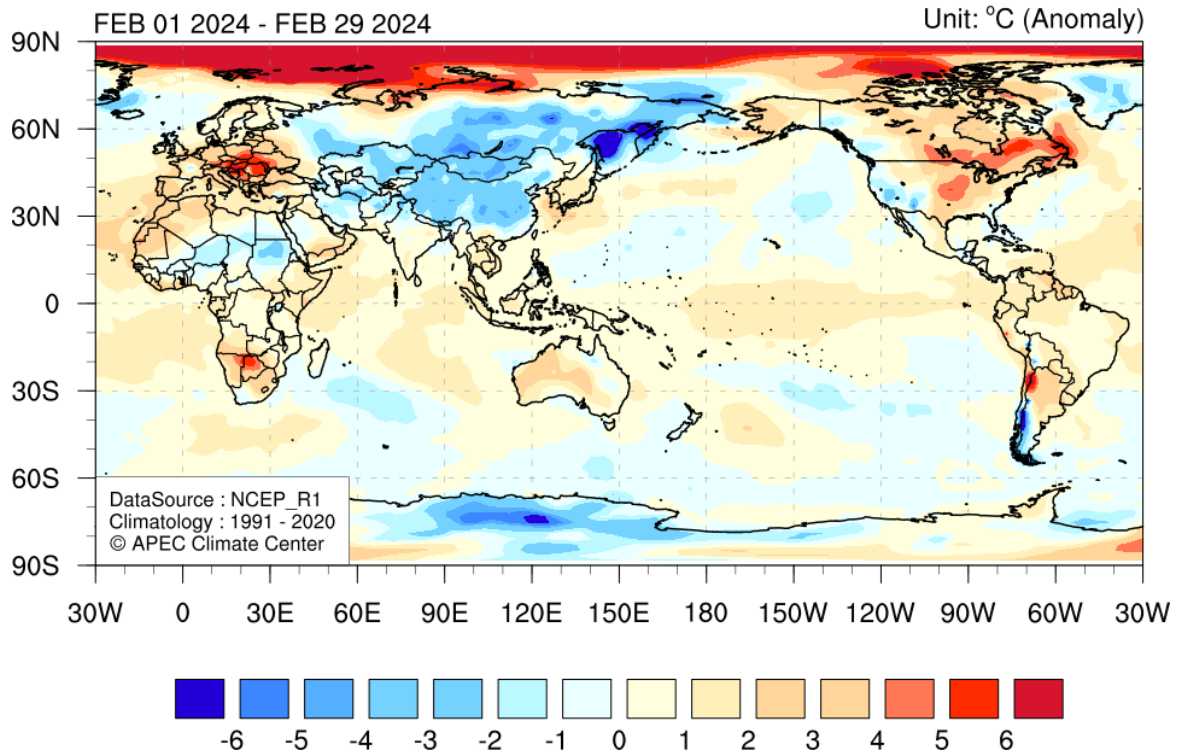 FEB 01 2024 - FEB 29 2024
Unit: °C (Anomaly)
90N
60N
30N
0
30S
60S
90S
DataSource : NCEP_R1
Climatology : 1991 - 2020
© APEC Climate Center
30W 0 30E 60E 90E 120E 150E 180 150W 120W 90W 60W 30W
-6 -5 -4 -3 -2 -1 0 1 2 3 4 5 6